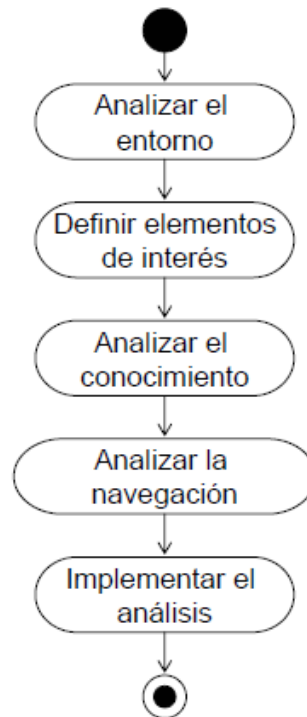 Analizar el
entorno
Definir elementos
de interés
Analizar el
conocimiento
Analizar la
navegación
Implementar el
análisis